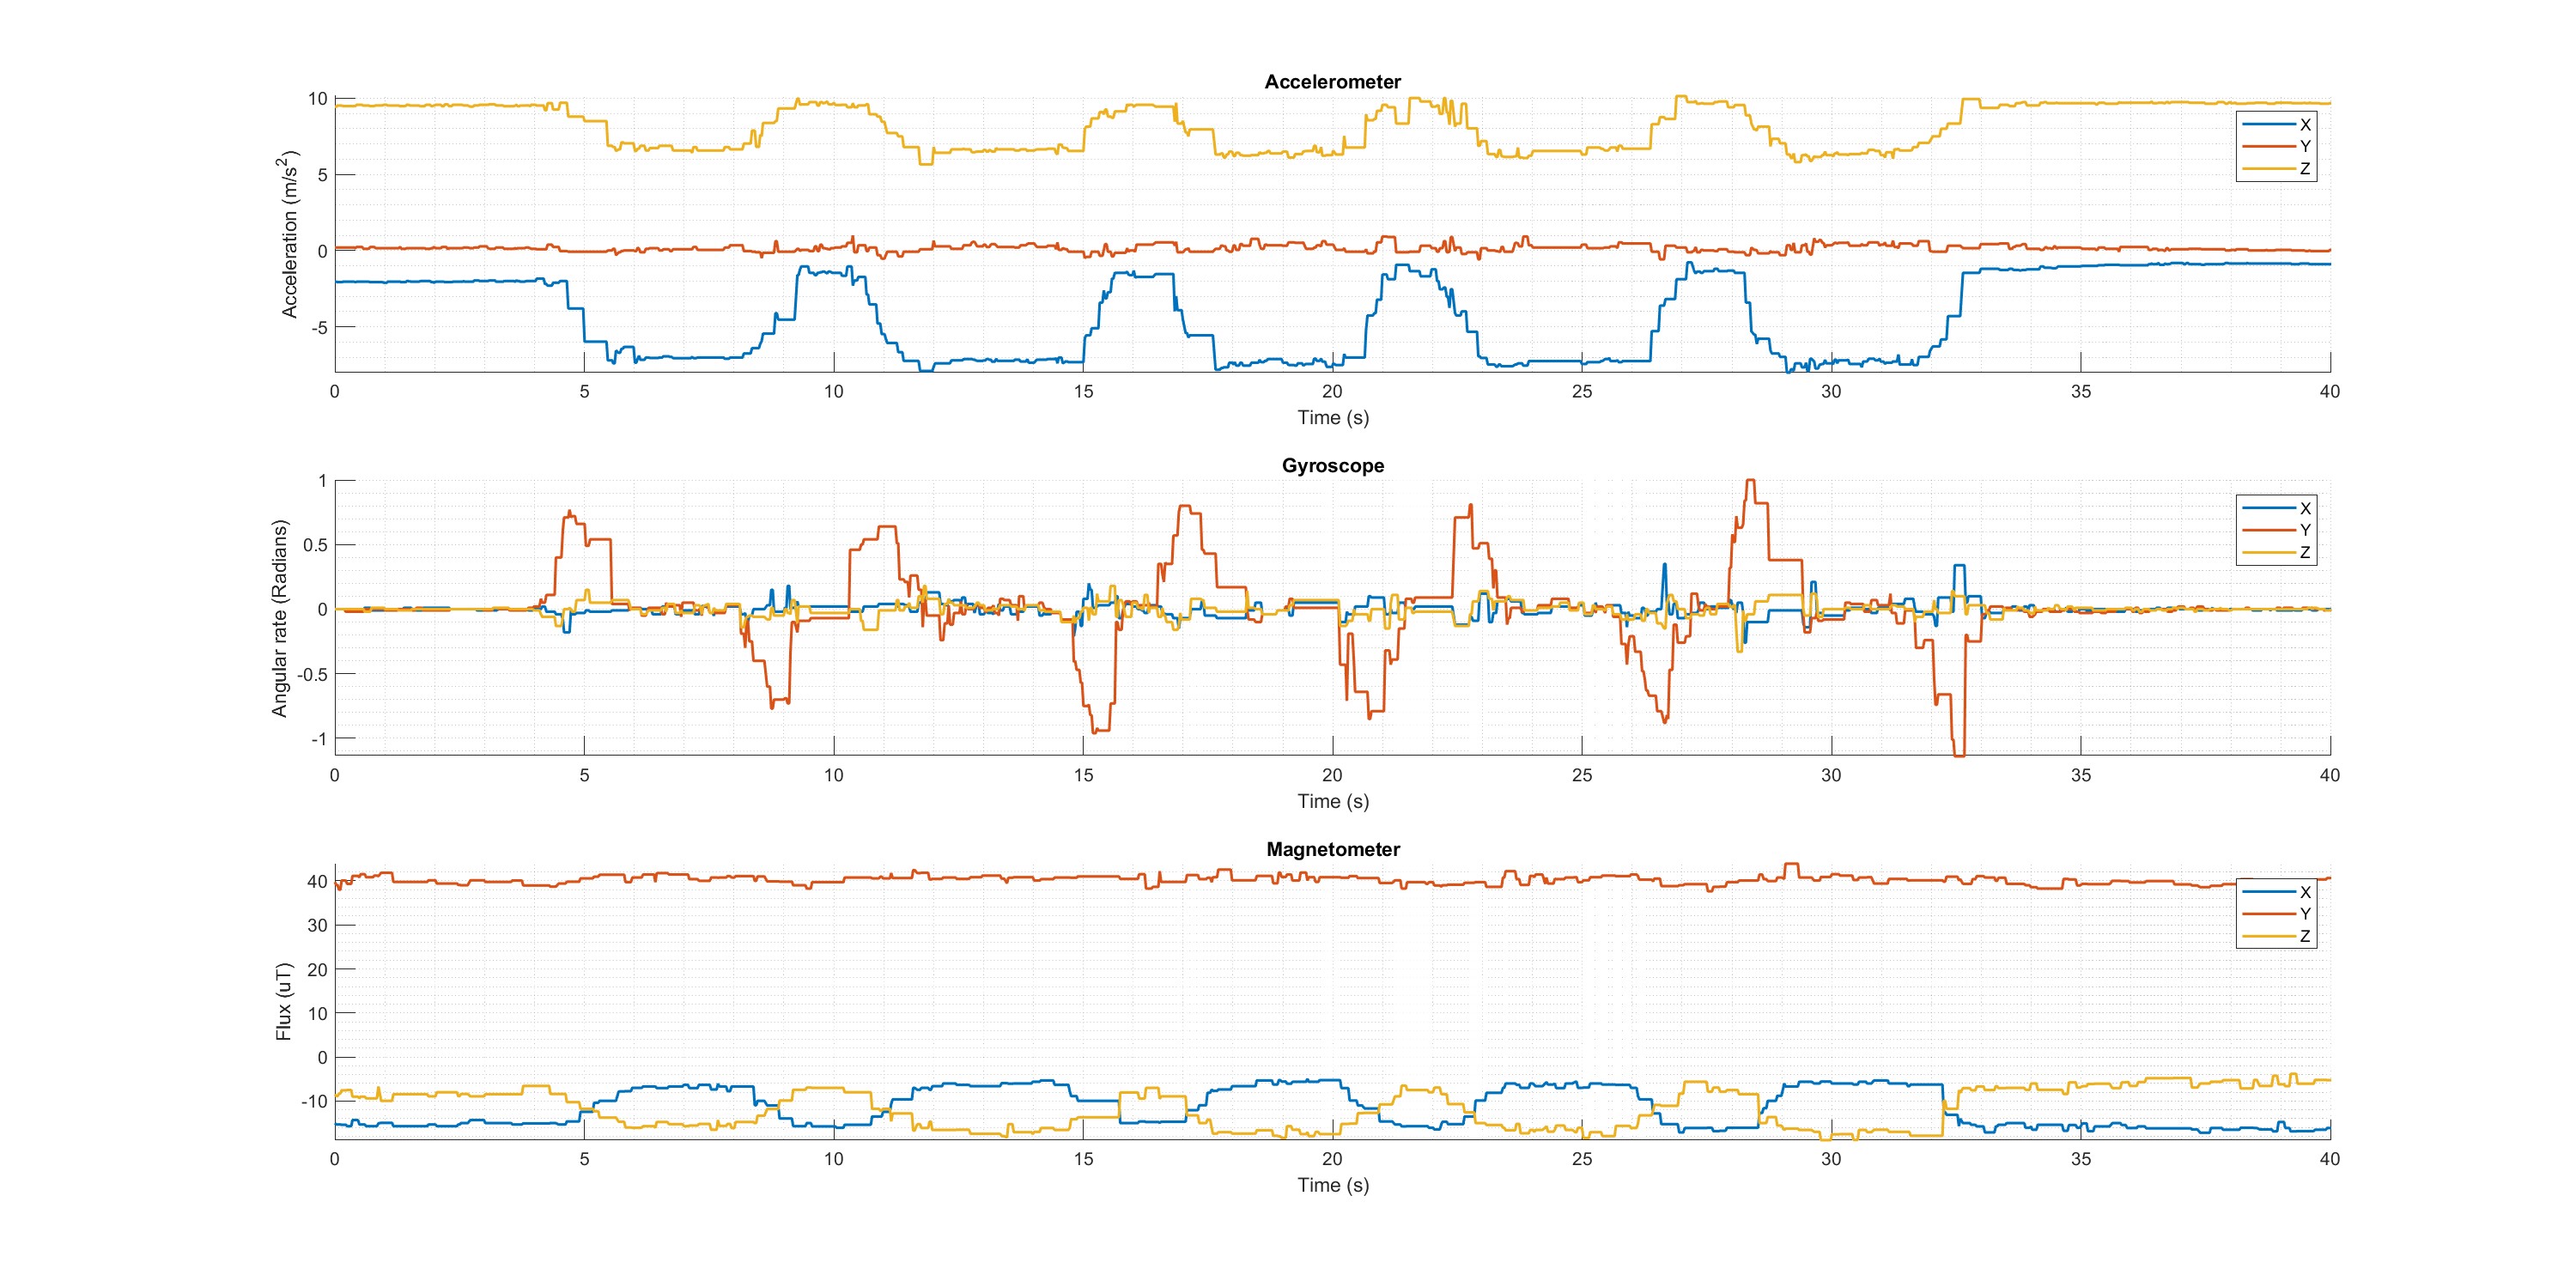 Accelerometer
10
5
0
-5
Acceleration (m/s²)
X
Y
Z
0 5 10 15 20 25 30 35 40
Time (s)
Gyroscope
1
0.5
0
-0.5
-1
Angular rate (Radians)
X
Y
Z
0 5 10 15 20 25 30 35 40
Time (s)
Magnetometer
40
30
20
10
0
-10
Flux (uT)
X
Y
Z
0 5 10 15 20 25 30 35 40
Time (s)